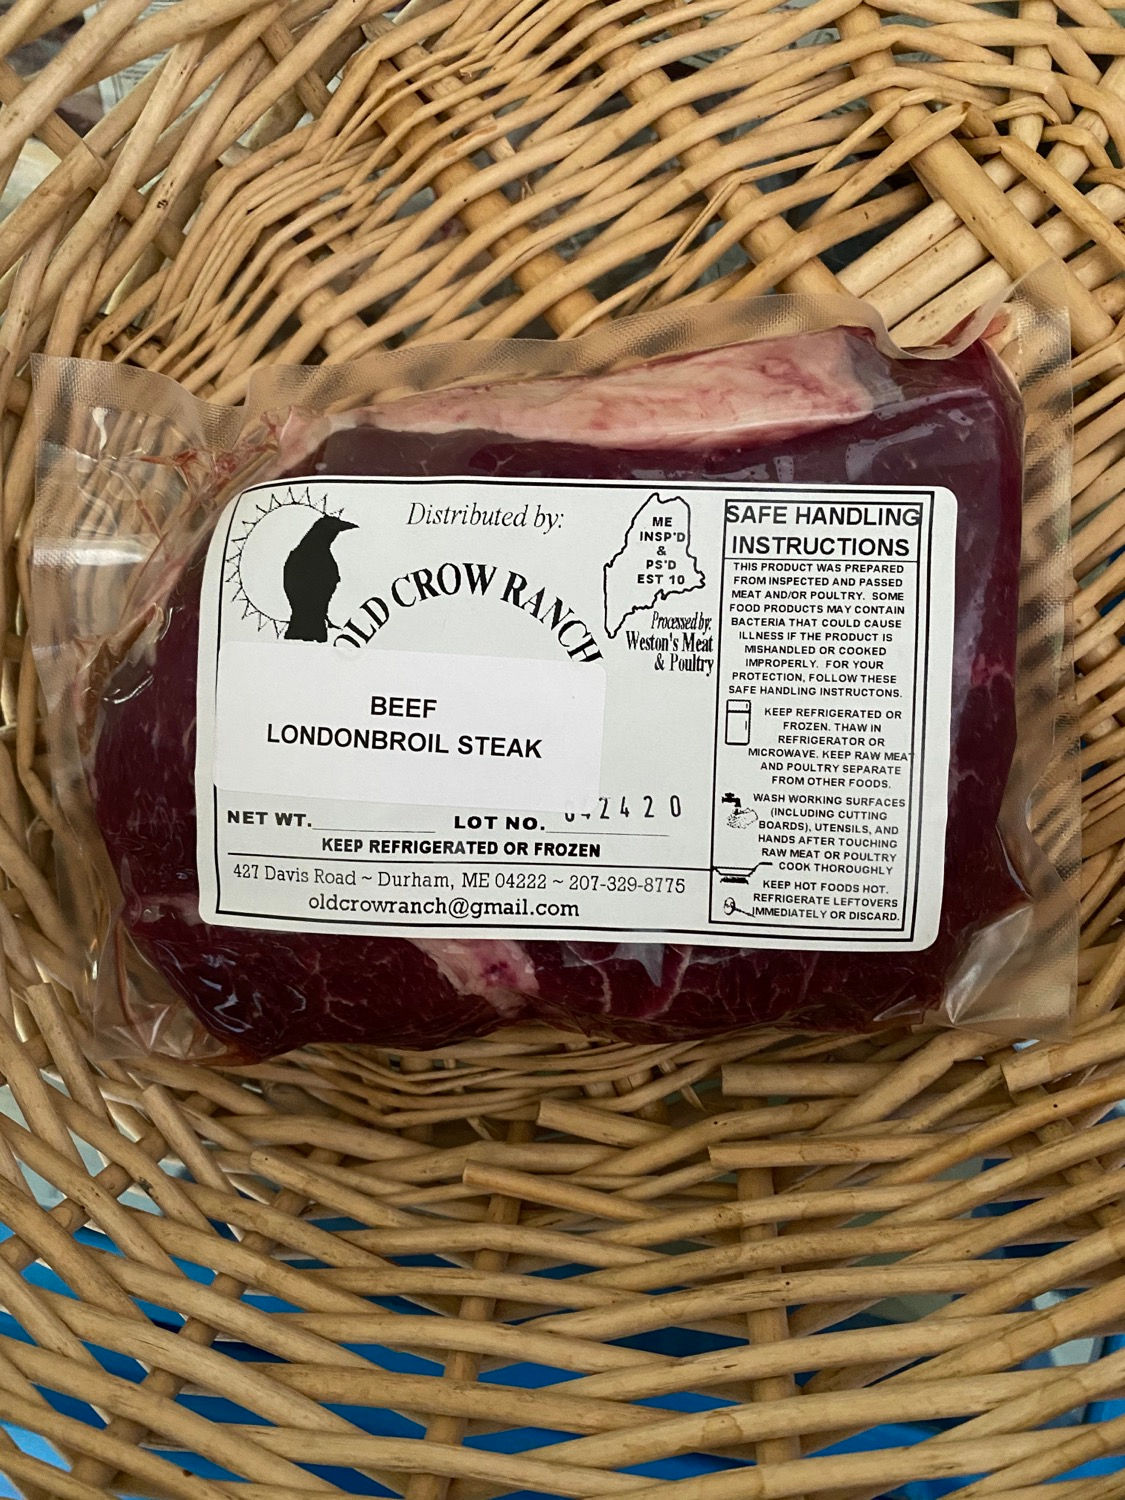 Distributed by:
OLD CROW RANCH
ME
INSP'D
&
PS'D
EST 10
Processed by:
Weston's Meat
& Poultry
BEEF
LONDONBROIL STEAK
NET WT.
LOT NO.
2420
KEEP REFRIGERATED OR FROZEN
427 Davis Road ~ Durham, ME 04222 ~ 207-329-8775
oldcrowranch@gmail.com
SAFE HANDLING
INSTRUCTIONS
THIS PRODUCT WAS PREPARED
FROM INSPECTED AND PASSED
MEAT AND/OR POULTRY. SOME
FOOD PRODUCTS MAY CONTAIN
BACTERIA THAT COULD CAUSE
ILLNESS IF THE PRODUCT IS
MISHANDLED OR COOKED
IMPROPERLY. FOR YOUR
PROTECTION, FOLLOW THESE
SAFE HANDLING INSTRUCTONS.
KEEP REFRIGERATED OR
FROZEN. THAW IN
REFRIGERATOR OR
MICROWAVE. KEEP RAW MEAT
AND POULTRY SEPARATE
FROM OTHER FOODS.
WASH WORKING SURFACES
(INCLUDING CUTTING
BOARDS), UTENSILS, AND
HANDS AFTER TOUCHING
RAW MEAT OR POULTRY
COOK THOROUGHLY
KEEP HOT FOODS HOT.
REFRIGERATE LEFTOVERS
IMMEDIATELY OR DISCARD.